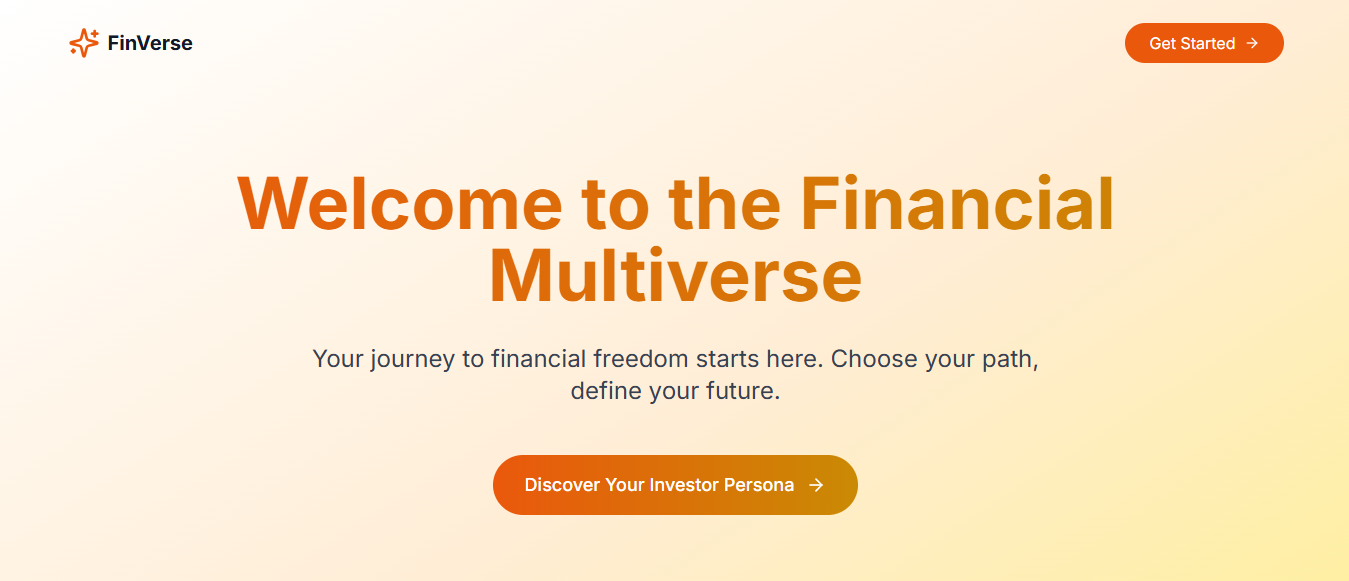 FinVerse
Get Started
Welcome to the Financial
Multiverse
Your journey to financial freedom starts here. Choose your path,
define your future.
Discover Your Investor Persona